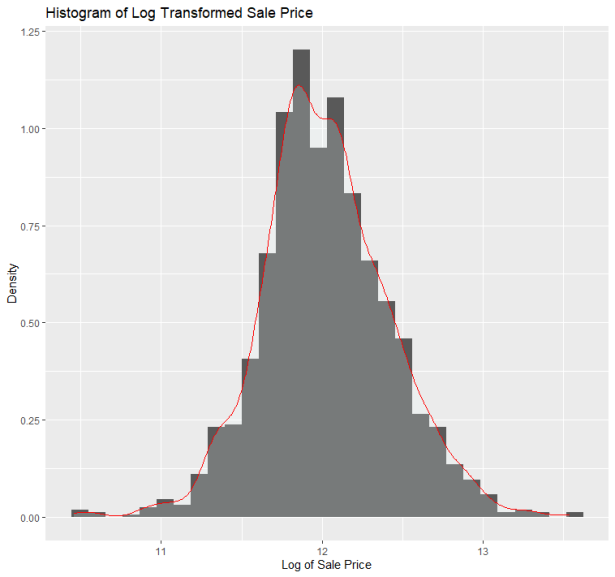 Histogram of Log Transformed Sale Price
1.25
1.00
0.75
0.50
0.25
0.00
Density
11 12 13
Log of Sale Price